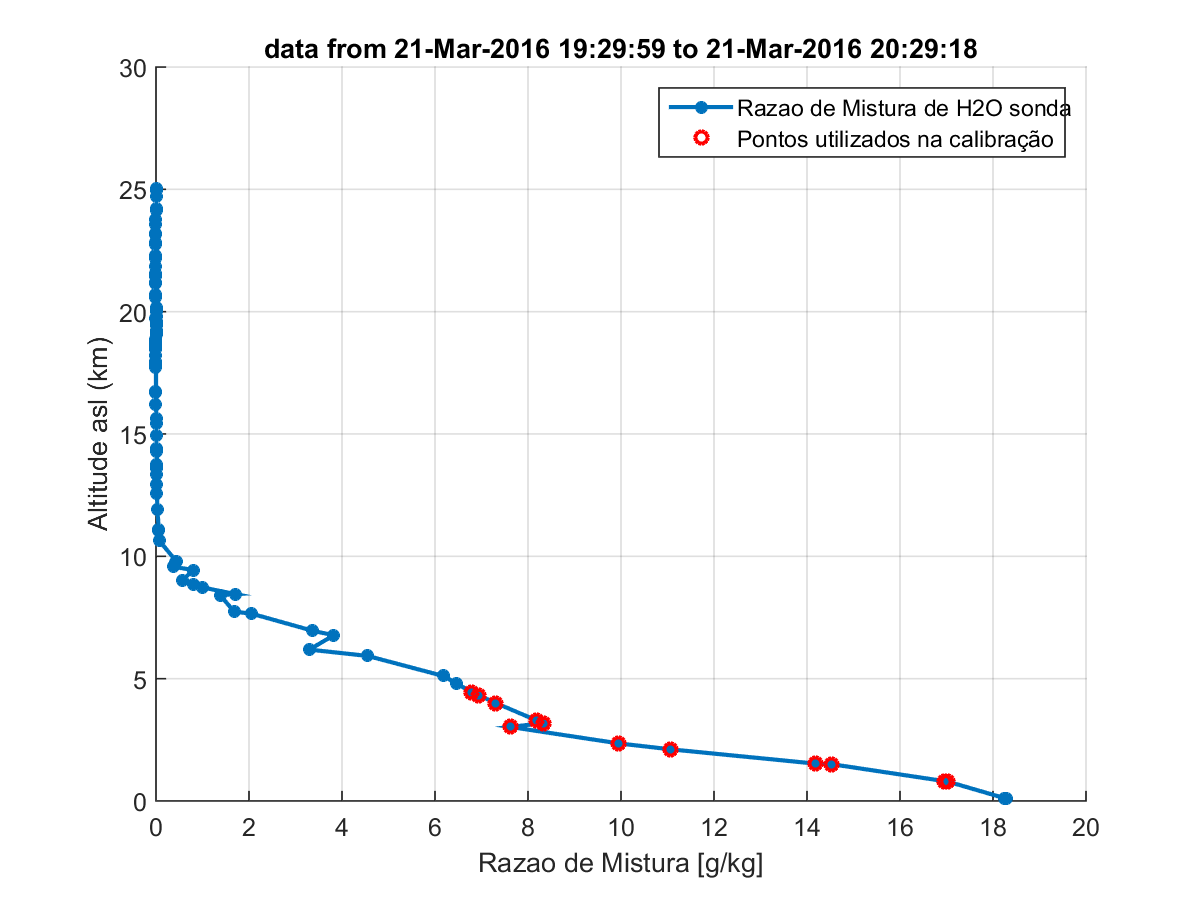 data from 21-Mar-2016 19:29:59 to 21-Mar-2016 20:29:18
Razao de Mistura de H2O sonda
Pontos utilizados na calibração
30
25
20
15
10
5
0
Altitude asl (km)
0 2 4 6 8 10 12 14 16 18 20
Razao de Mistura [g/kg]